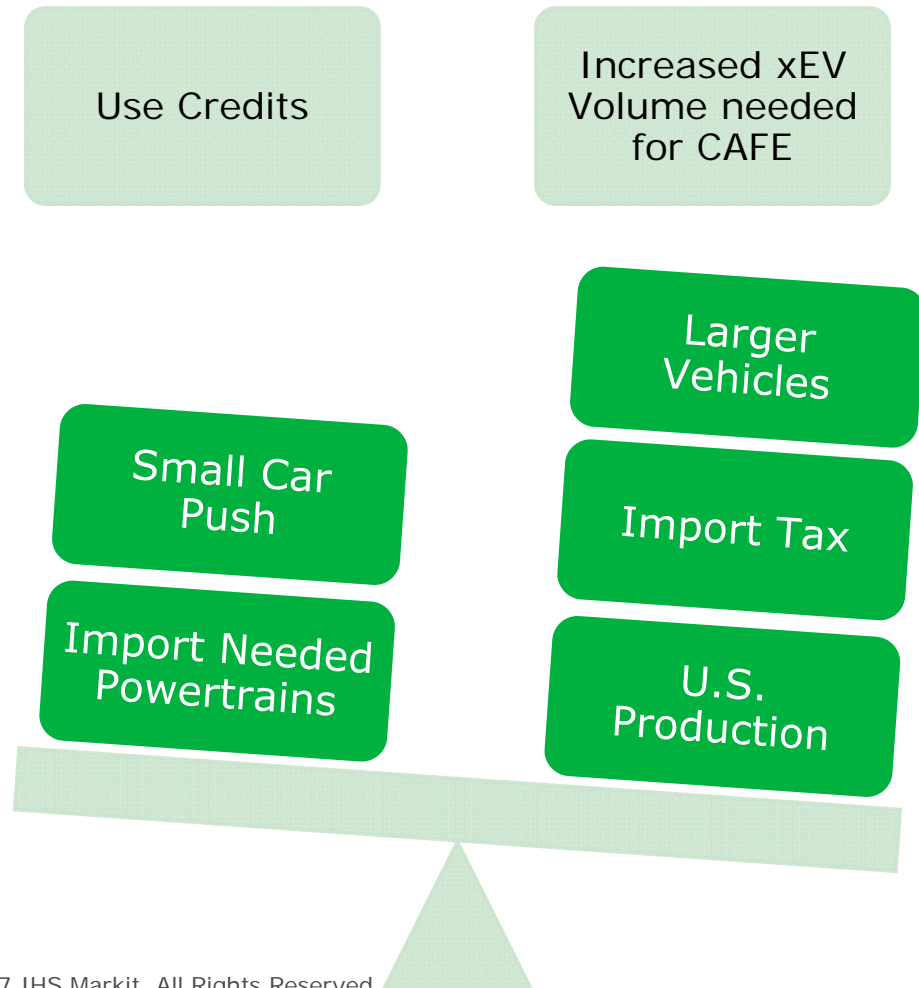 Use Credits
Increased xEV
Volume needed
for CAFE
Larger
Vehicles
Small Car
Push
Import Tax
Import Needed
Powertrains
U.S.
Production
7 IHS Markit. All Rights Reserved